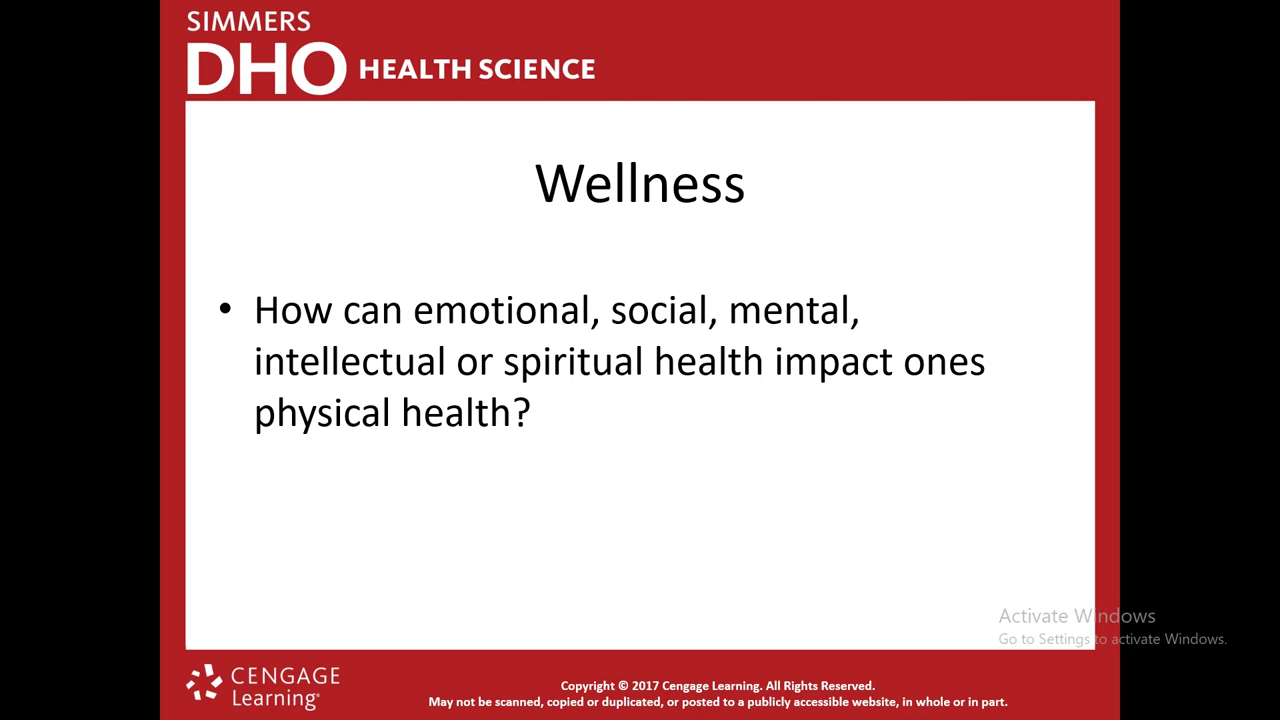 SIMMERS
DHO HEALTH SCIENCE
Wellness
• How can emotional, social, mental,
intellectual or spiritual health impact ones
physical health?
Activate Windows
Go to Settings to activate Windows.
CENGAGE
Learning®
Copyright © 2017 Cengage Learning. All Rights Reserved.
May not be scanned, copied or duplicated, or posted to a publicly accessible website, in whole or in part.